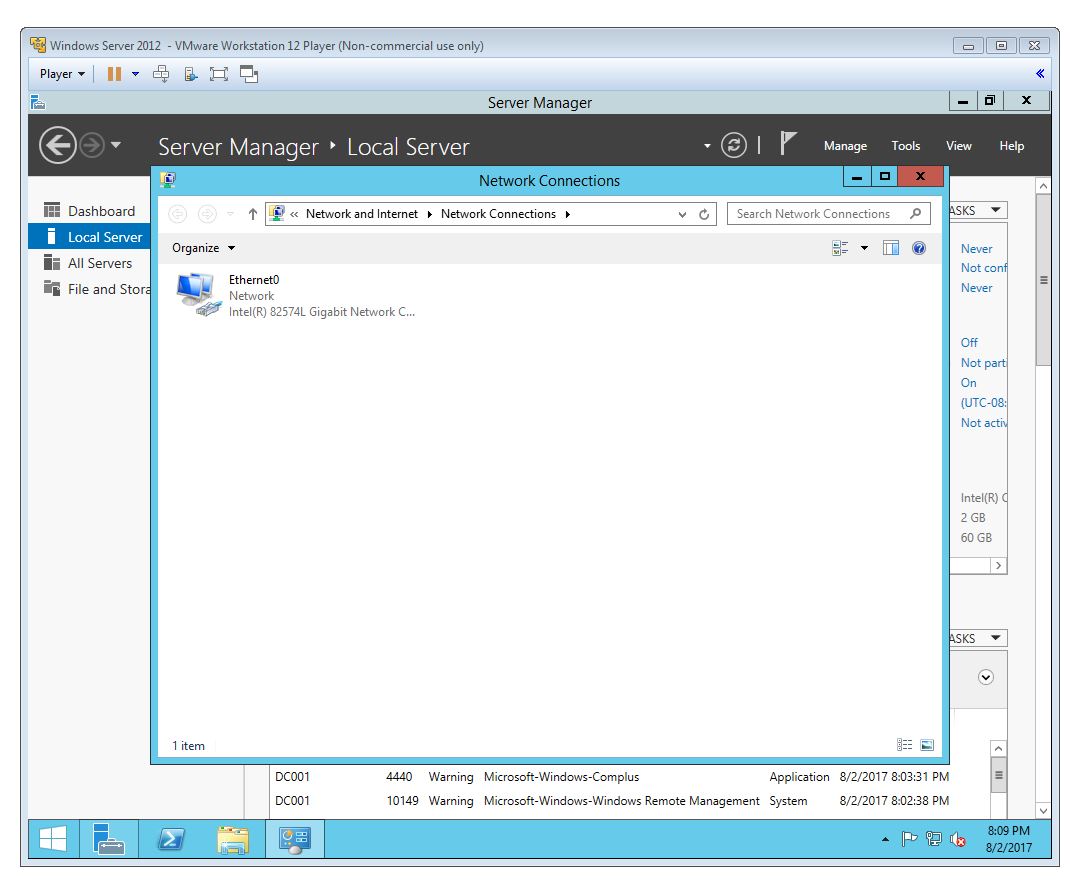 Windows Server 2012 - VMware Workstation 12 Player (Non-commercial use only)
Player
Server Manager
Server Manager Local Server
Manage Tools View Help
Network Connections
« Network and Internet Network Connections
Search Network Connections
Organize
Dashboard
Local Server
All Servers
File and Stora
Ethernet0
Network
Intel(R) 82574L Gigabit Network C...
ASKS
Never
Not conf
Never
Off
Not parti
On
(UTC-08:
Not activ
Intel(R) C
2 GB
60 GB
ASKS
1 item
DC001 4440 Warning Microsoft-Windows-Complus Application 8/2/2017 8:03:31 PM
DC001 10149 Warning Microsoft-Windows-Windows Remote Management System 8/2/2017 8:02:38 PM
8:09 PM
8/2/2017